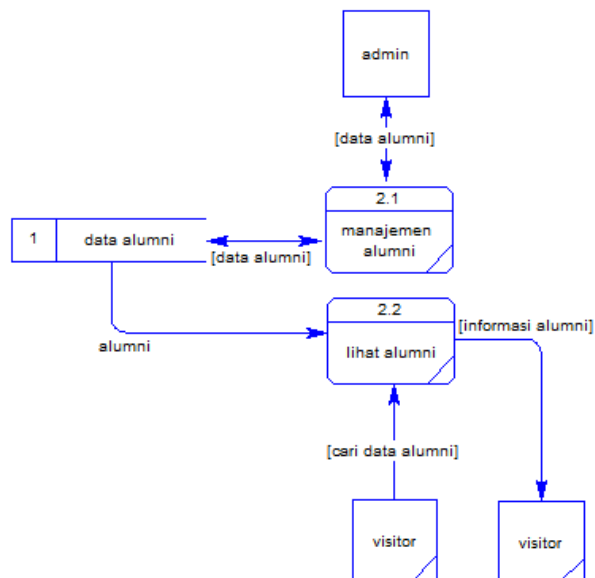 admin
[data alumni]
2.1
manajemen
alumni
1
data alumni
[data alumni]
2.2
lihat alumni
[informasi alumni]
alumni
[cari data alumni]
visitor
visitor